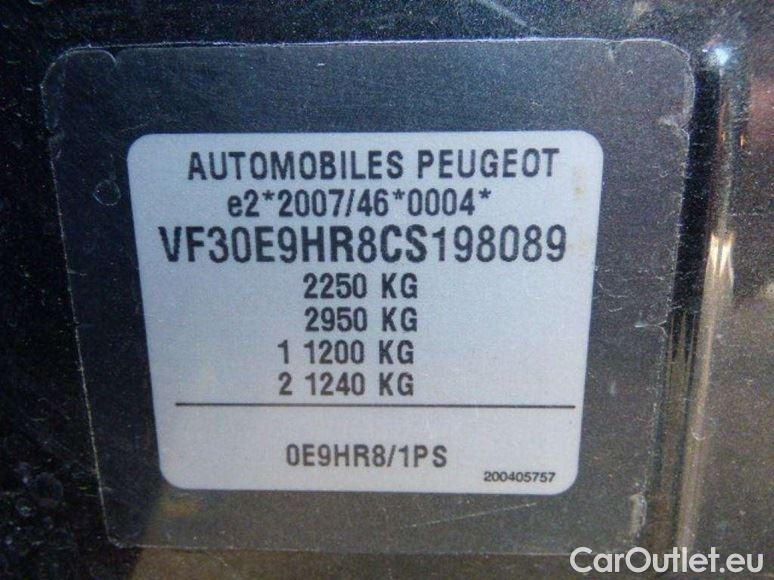 AUTOMOBILES PEUGEOT
e2*2007/46*0004*
VF30E9HR8CS198089
2250 KG
2950 KG
1 1200 KG
2 1240 KG
0E9HR8/1PS
200405757
CarOutlet.eu